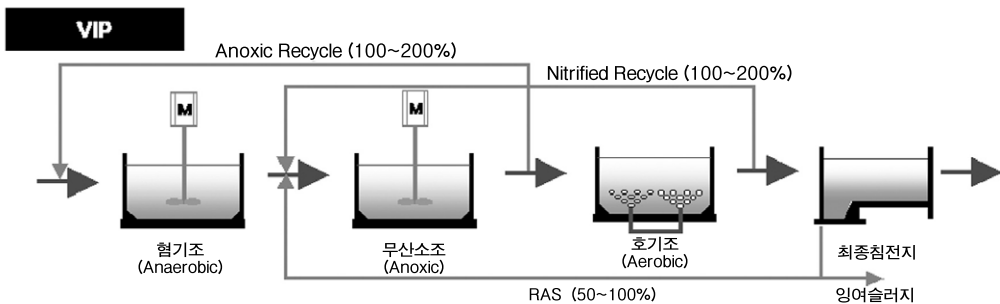 VIP
Anoxic Recycle (100~200%)
Nitrified Recycle (100~200%)
M
M
혐기조
(Anaerobic)
무산소조
(Anoxic)
호기조
(Aerobic)
최종침전지
RAS (50~100%)
잉여슬러지